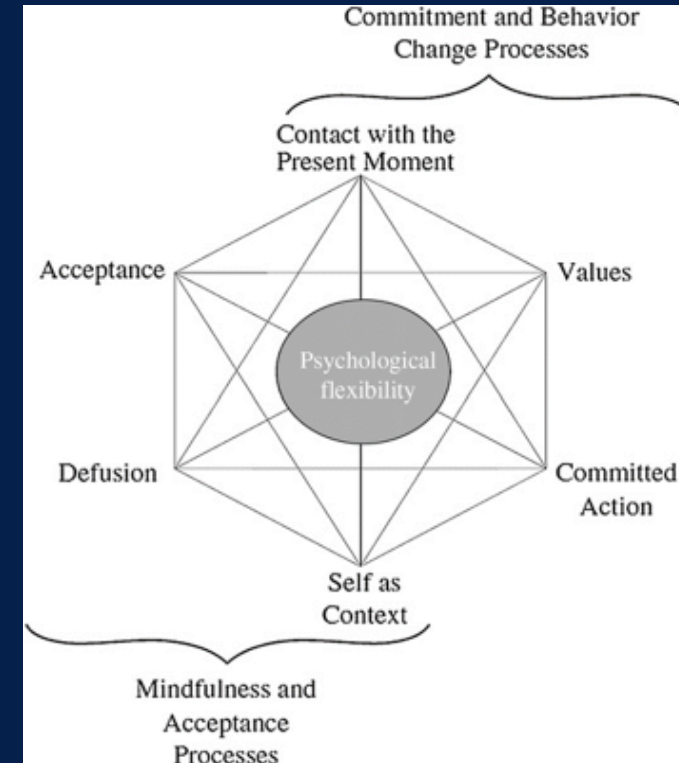 Commitment and Behavior
Change Processes
Contact with the
Present Moment
Acceptance
Values
Psychological
flexibility
Defusion
Committed
Action
Self as
Context
Mindfulness and
Acceptance
Processes